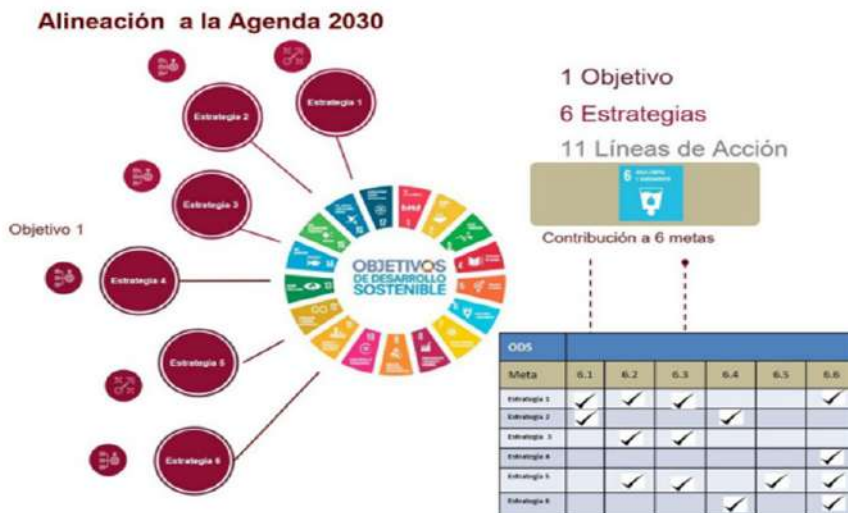 Alineación a la Agenda 2030
Estrategia 1
Estrategia 2
Estrategia 3
Objetivo 1
Estrategia 4
Estrategia 5
Estrategia 6
OBJETIVOS
DE DESARROLLO
SOSTENIBLE
1 Objetivo
6 Estrategias
11 Líneas de Acción
6
Contribución a 6 metas
ODS
Meta 6.1 6.2 6.3 6.4 6.5 6.6
Estrategia 1
Estrategia 2
Estrategia 3
Estrategia 4
Estrategia 5
Estrategia 6